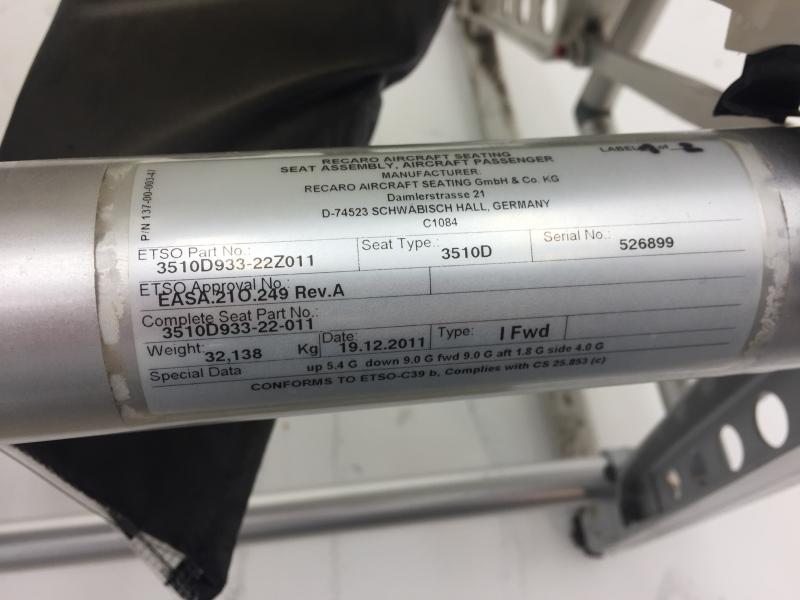 RECARO AIRCRAFT SEATING
SEAT ASSEMBLY, AIRCRAFT PASSENGER
LABEL of 2
MANUFACTURER:
RECARO AIRCRAFT SEATING GmbH & Co. KG
Daimlerstrasse 21
D-74523 SCHWÄBISCH HALL, GERMANY
C1084
P/N
ETSO Part No.: 3510D933-22Z011
Seat Type.: 3510D
Serial No.: 526899
ETSO Approval No.: EASA.21O.249 Rev.A
Complete Seat Part No.: 3510D933-22-011
Weight: 32,138 Kg
Date: 19.12.2011
Type: I Fwd
Special Data
up 5.4 G down 9.0 G fwd 9.0 G aft 1.8 G side 4.0 G
CONFORMS TO ETSO-C39 b, Complies with CS 25.853 (c)